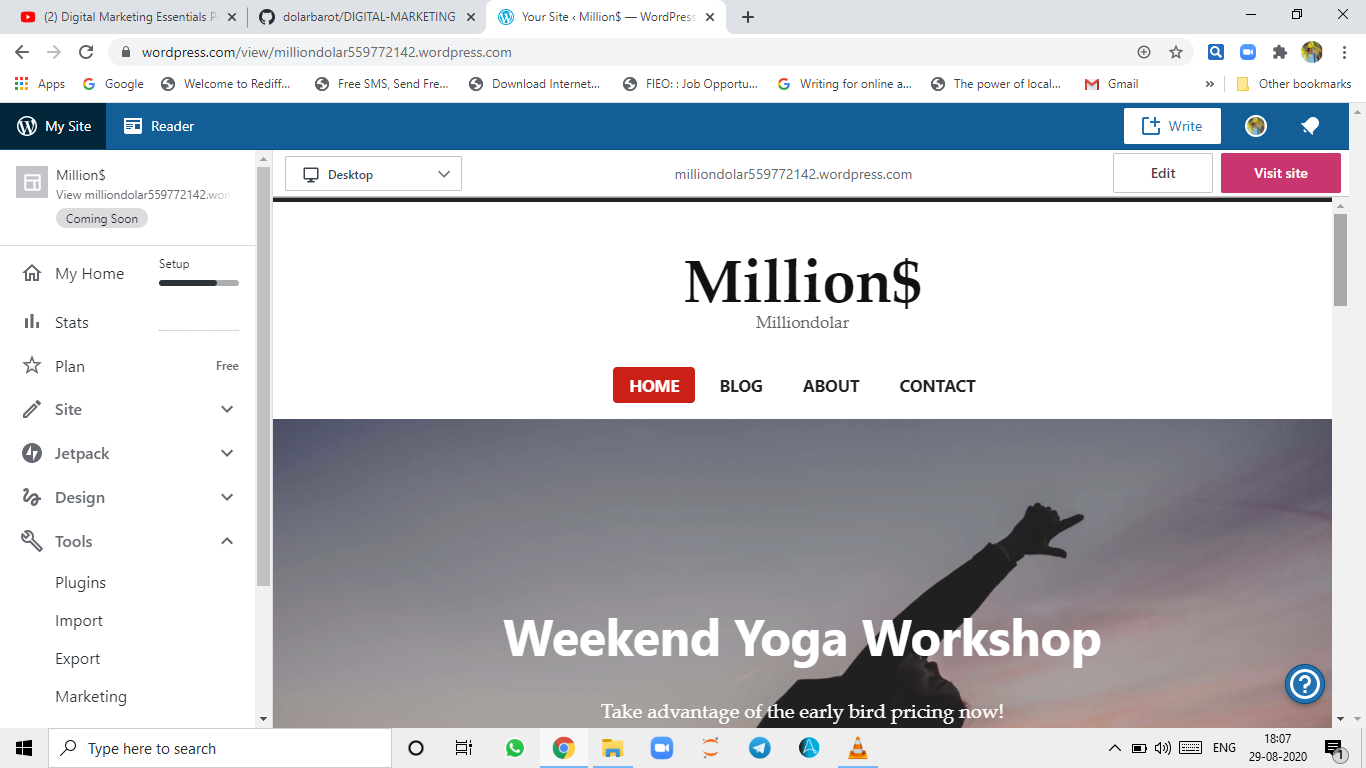 (2) Digital Marketing Essentials P
dolarbarot/DIGITAL-MARKETING
Your Site ‹ Million$ — WordPress
wordpress.com/view/milliondolar559772142.wordpress.com
Apps
Google
Welcome to Rediff...
Free SMS, Send Fre...
Download Internet...
FIEO: : Job Opportu...
Writing for online a...
The power of local...
Gmail
»
Other bookmarks
My Site
Reader
Write
Million$
View milliondolar559772142.wor
Coming Soon
Desktop
milliondolar559772142.wordpress.com
Edit
Visit site
My Home
Setup
Stats
Plan
Free
Site
Jetpack
Design
Tools
Plugins
Import
Export
Marketing
Million$
Milliondolar
HOME
BLOG
ABOUT
CONTACT
Weekend Yoga Workshop
Take advantage of the early bird pricing now!
Type here to search
ENG
18:07
29-08-2020
1